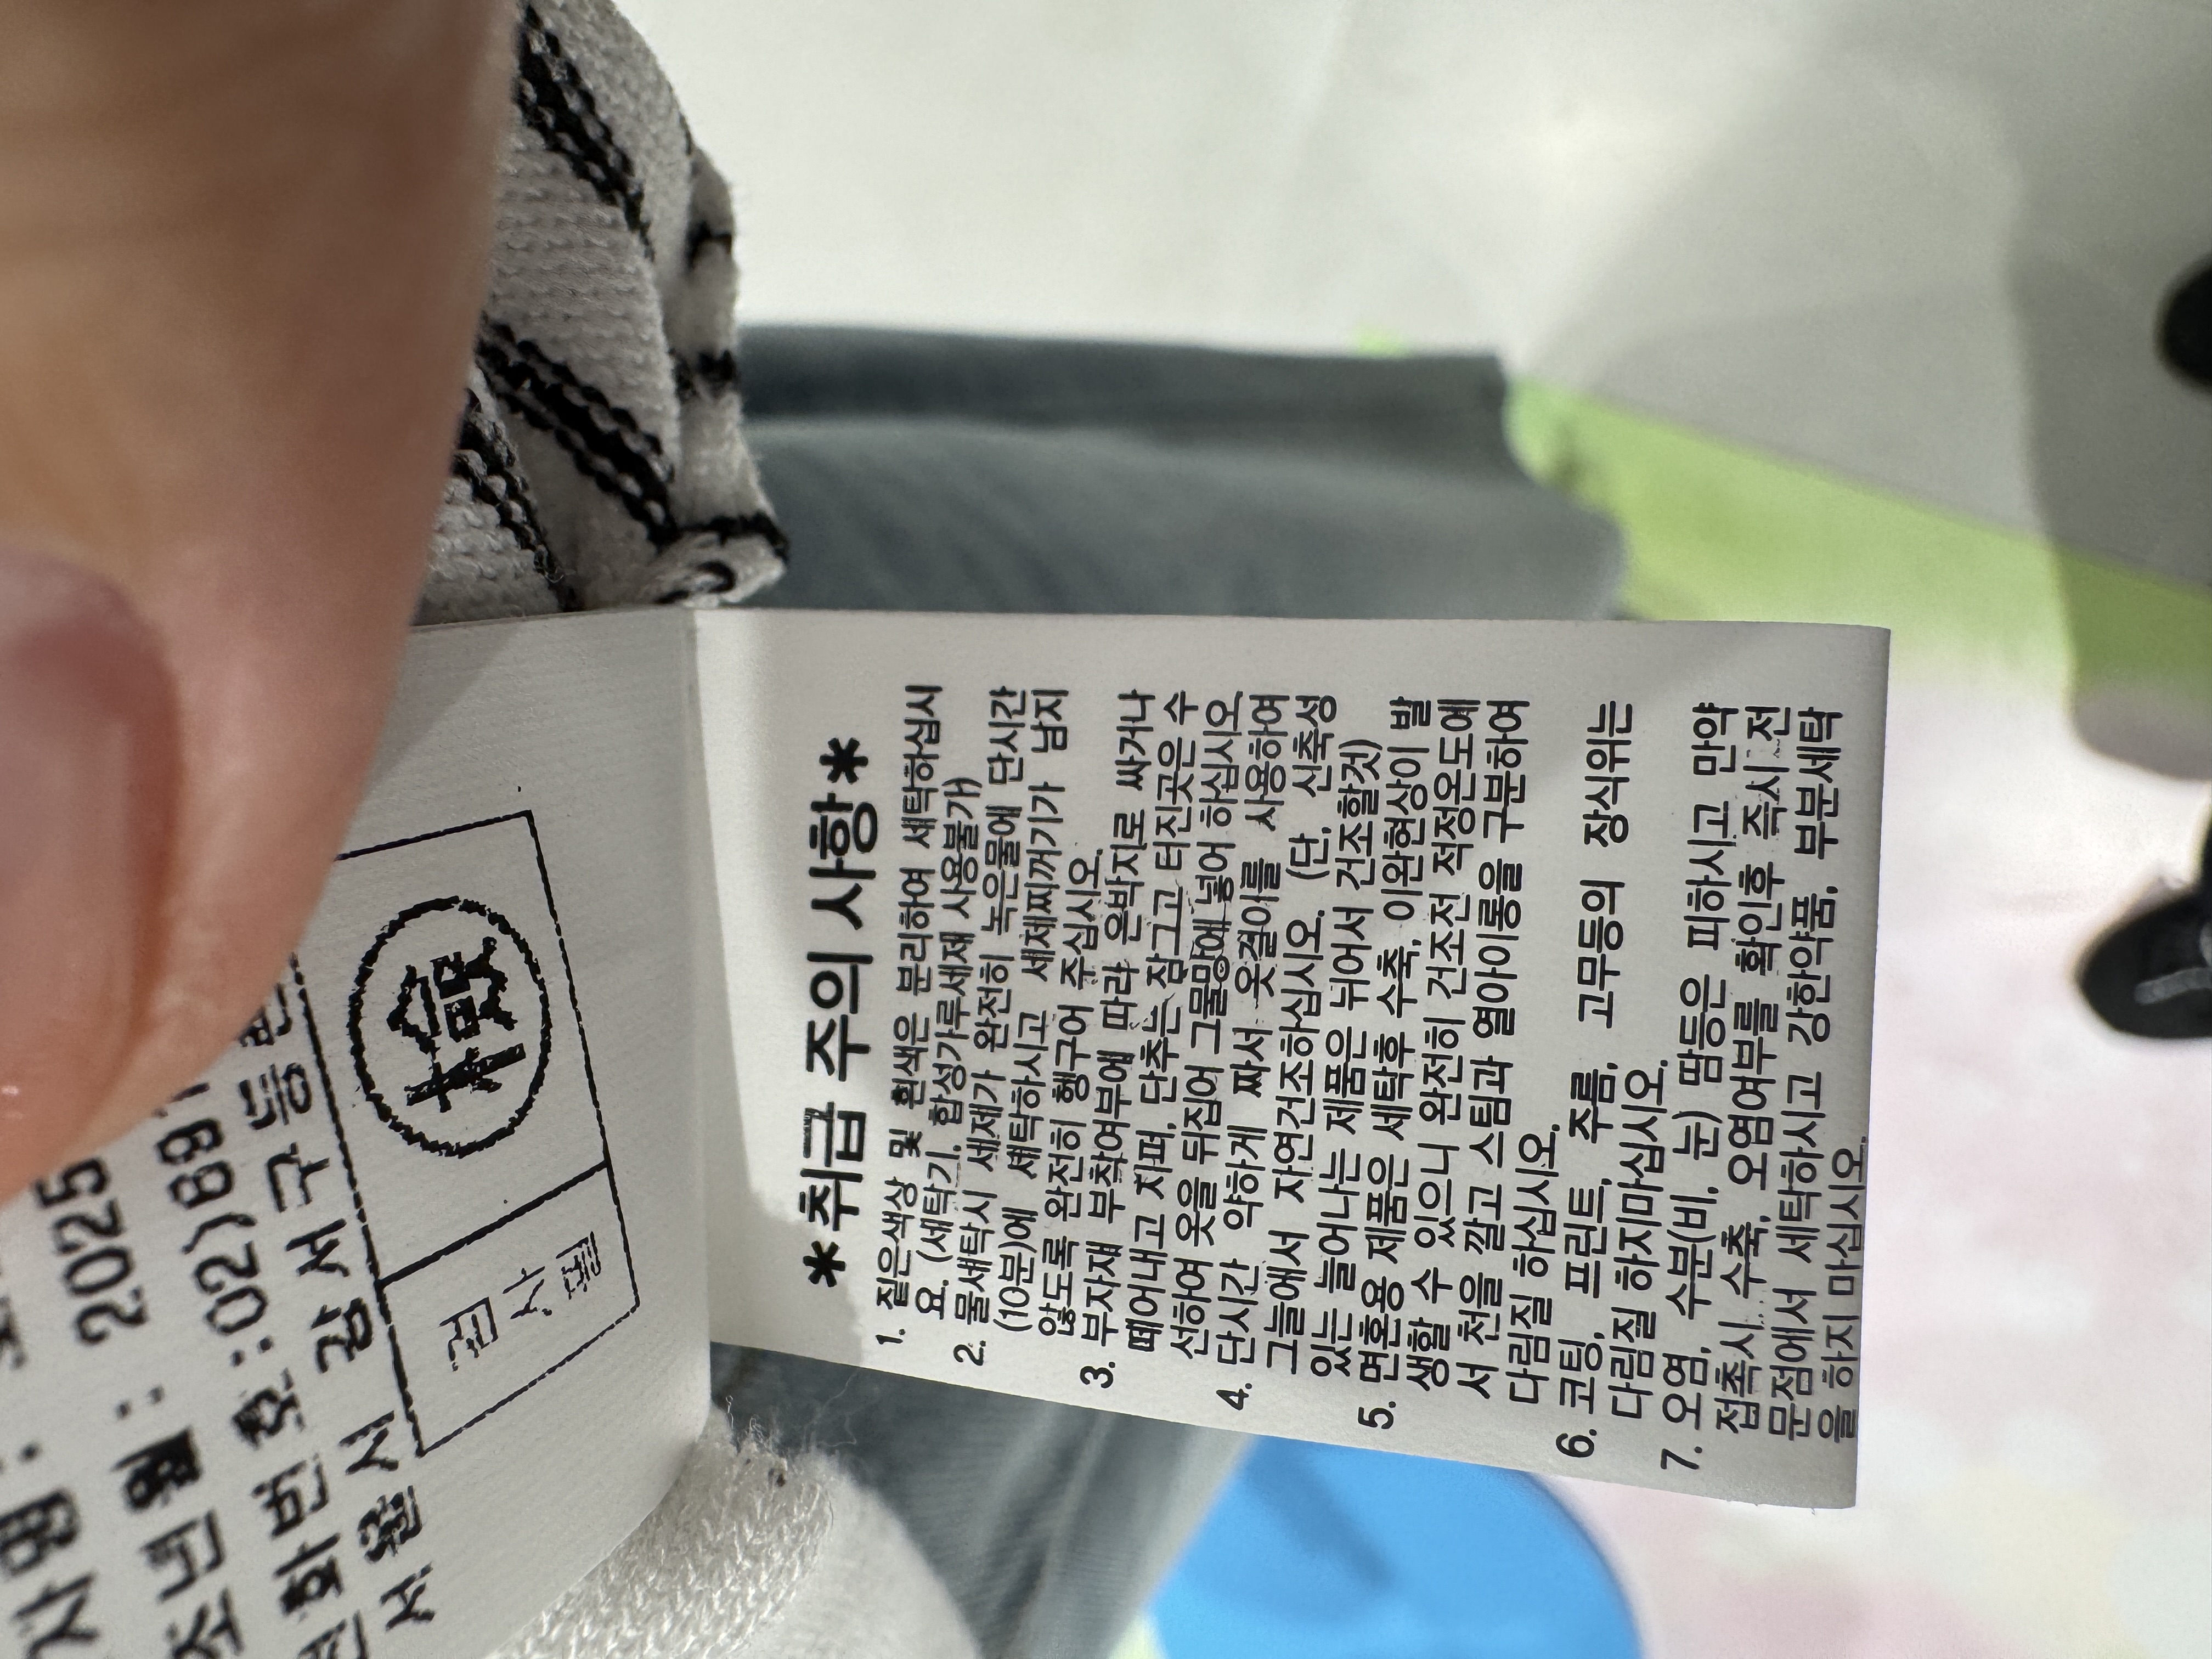 2025
:02)891
서울시 강서구 등촌
검
사
필
檢
*취급 주의 사항*
1. 짙은색상 및 흰색은 분리하여 세탁하십시
요. (세탁기, 합성가루세제 사용불가)
2. 물세탁시 세제가 완전히 녹은물에 단시간
(10분)에 세탁하시고 세제찌꺼기가 남지
않도록 완전히 헹구어 주십시오.
3. 부자재 부착여부에 따라 은박지로 싸거나
떼어내고 지퍼, 단추는 잠그고 터진곳은 수
선하여 옷을 뒤집어 그물망에 넣어 하십시오
4. 단시간 약하게 짜서 옷걸이를 사용하여
그늘에서 자연건조하십시오. (단, 신축성
있는 늘어나는 제품은 뉘어서 건조할것)
5. 면혼용 제품은 세탁후 수축, 이완현상이 발
생할 수 있으니 완전히 건조전 적정온도에
서 천을 깔고 스팀과 열아이롱을 구분하여
다림질 하십시오.
6. 코팅, 프린트, 주름, 고무등의 장식위는
다림질 하지마십시오.
7. 오염, 수분(비, 눈) 땀등은 피하시고 만약
접촉시 수축, 오염여부를 확인후 즉시 전
문점에서 세탁하시고 강한약품, 부분세탁
을 하지 마십시오.